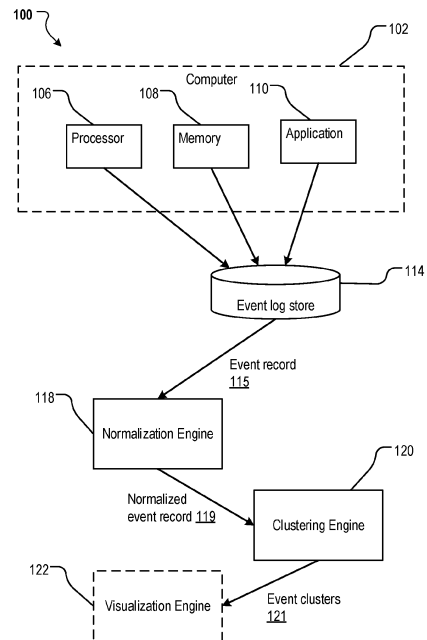 100
102
Computer
106
108
110
Processor
Memory
Application
114
Event log store
Event record
115
118
Normalization Engine
120
Normalized
event record 119
Clustering Engine
122
Visualization Engine
Event clusters
121